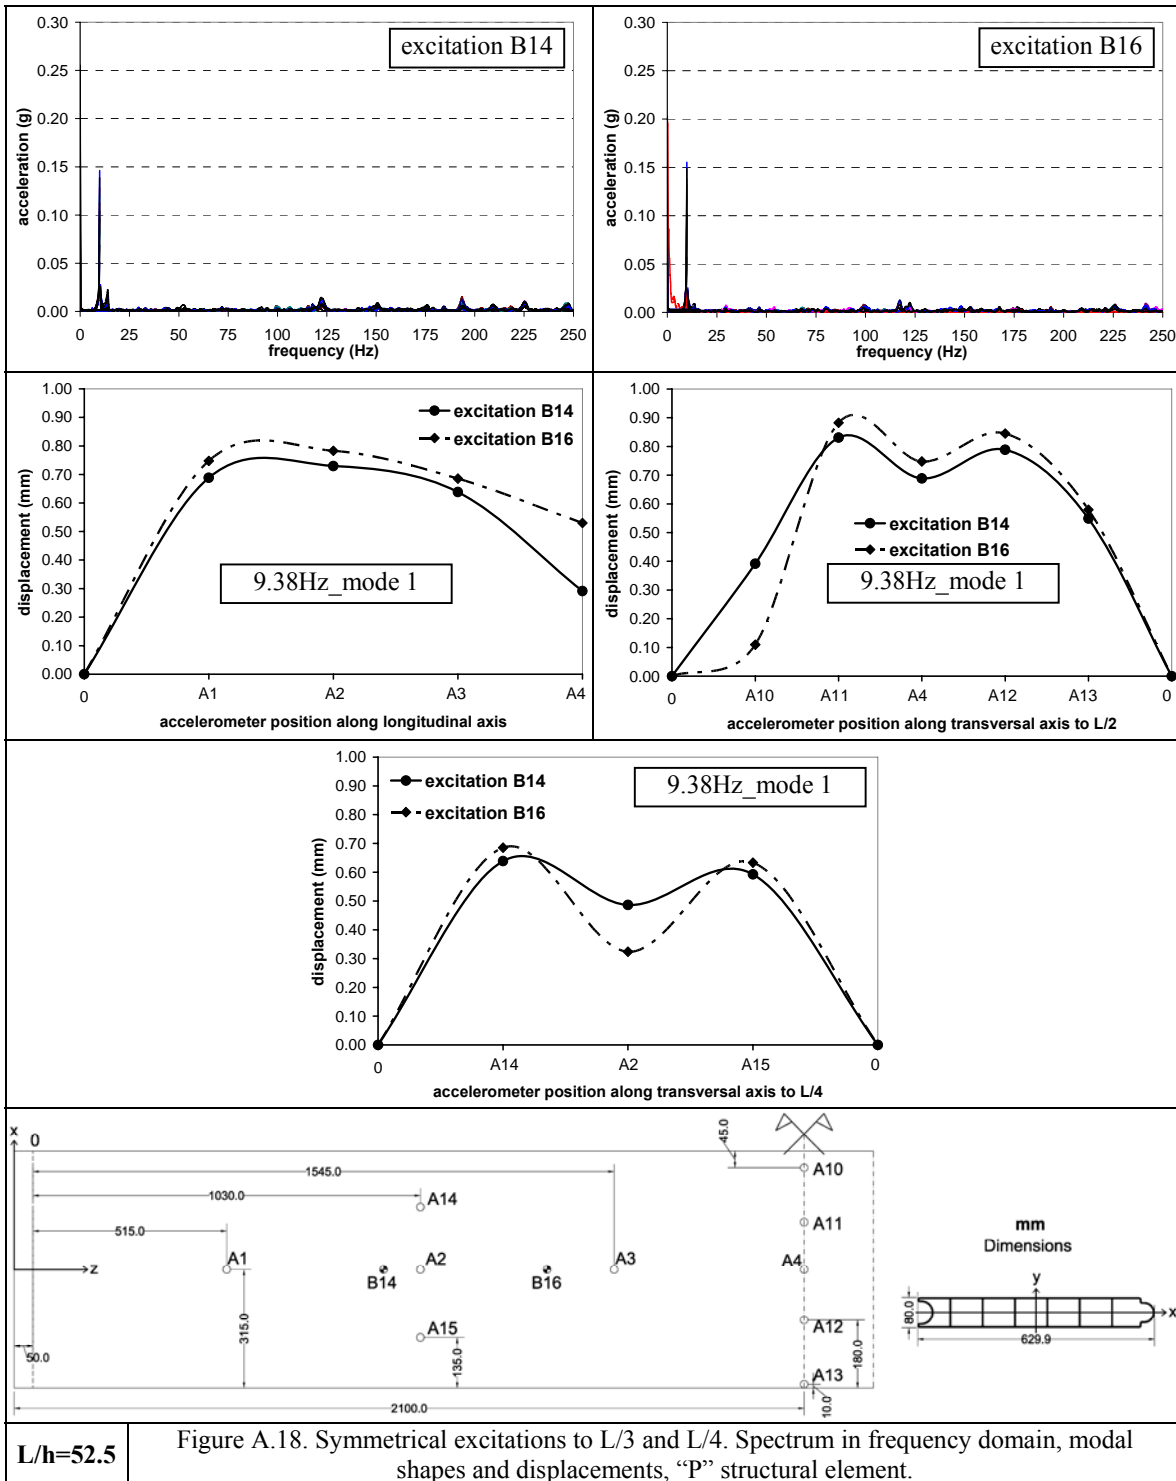 0.30
0.25
0.20
0.15
0.10
0.05
0.00
0 25 50 75 100 125 150 175 200 225 250
acceleration (g)
frequency (Hz)
excitation B14
0.30
0.25
0.20
0.15
0.10
0.05
0.00
0 25 50 75 100 125 150 175 200 225 250
acceleration (g)
frequency (Hz)
excitation B16
1.00
0.90
0.80
0.70
0.60
0.50
0.40
0.30
0.20
0.10
0.00
0 A1 A2 A3 A4
displacement (mm)
excitation B14
excitation B16
9.38Hz_mode 1
accelerometer position along longitudinal axis
1.00
0.90
0.80
0.70
0.60
0.50
0.40
0.30
0.20
0.10
0.00
0 A10 A11 A4 A12 A13 0
displacement (mm)
excitation B14
excitation B16
9.38Hz_mode 1
accelerometer position along transversal axis to L/2
1.00
0.90
0.80
0.70
0.60
0.50
0.40
0.30
0.20
0.10
0.00
0 A14 A2 A15 0
displacement (mm)
excitation B14
excitation B16
9.38Hz_mode 1
accelerometer position along transversal axis to L/4
x
0
45.0
1545.0
A10
1030.0
A14
515.0
A11
A1
A2
A3
A4
z
B14
B16
315.0
A15
A12
135.0
180.0
50.0
A13
10.0
2100.0
mm
Dimensions
y
x
80.0
629.9
L/h=52.5
Figure A.18. Symmetrical excitations to L/3 and L/4. Spectrum in frequency domain, modal
shapes and displacements, “P” structural element.